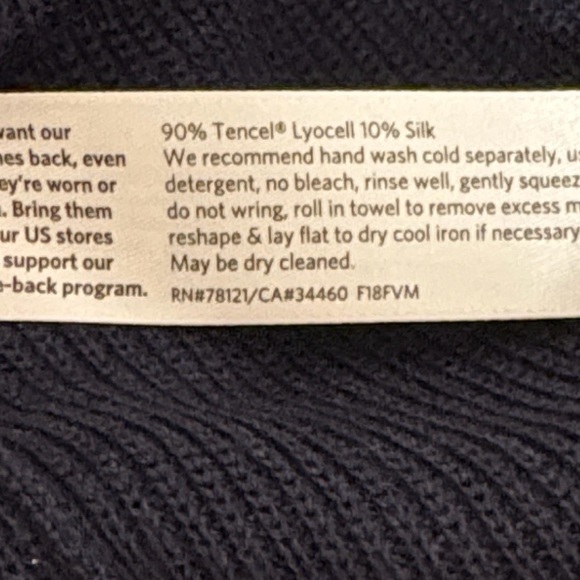 want our
back, even
worn or
Bring them
US stores
support our
program.
90% Tencel® Lyocell 10% Silk
We recommend hand wash cold separately,
detergent, no bleach, rinse well, gently
do not wring, roll in towel to remove excess
reshape & lay flat to dry cool iron if necessary
May be dry cleaned.
RN#78121/CA#34460 F18FVM